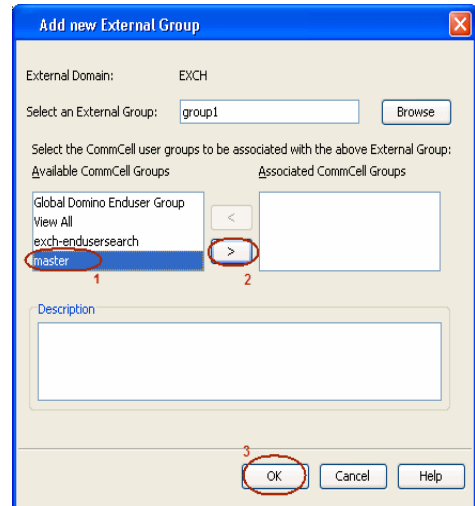 Add new External Group
External Domain: EXCH
Select an External Group: group1 Browse
Select the CommCell user groups to be associated with the above External Group:
Available CommCell Groups Associated CommCell Groups
Global Domino Enduser Group
View All
<
exch-endusersearch
>
master
1 2
Description
3
OK Cancel Help